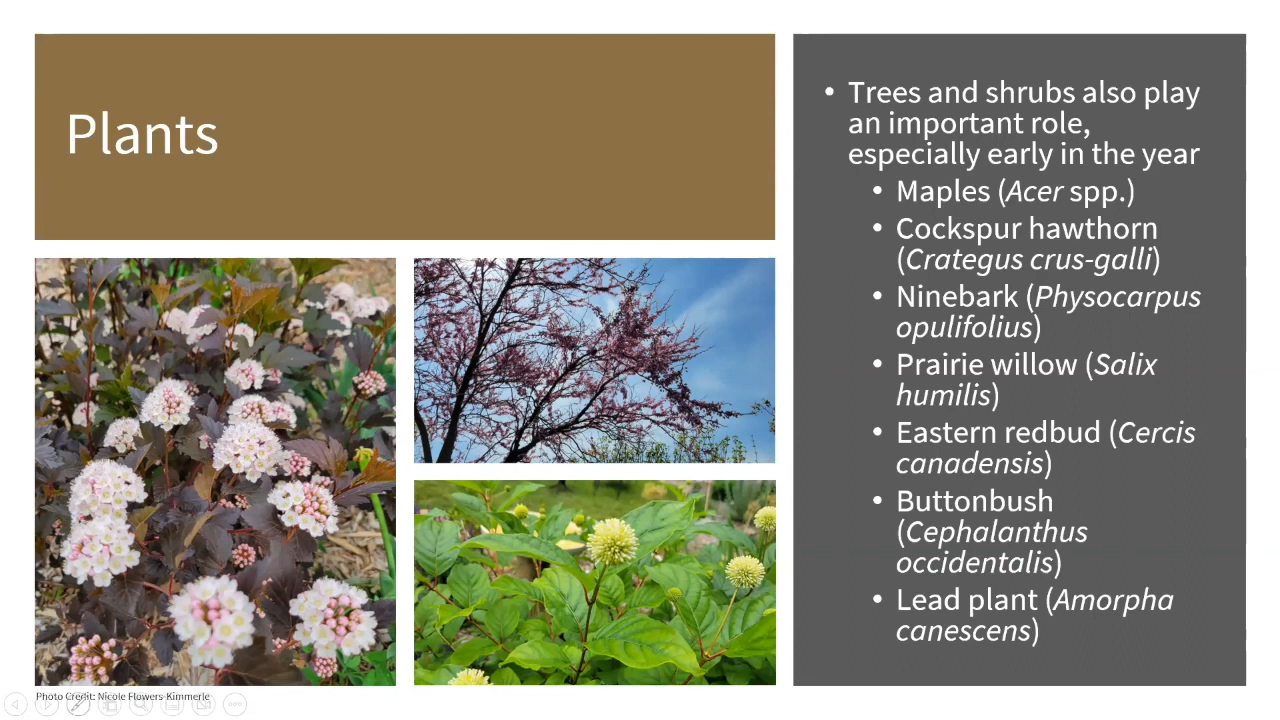 Plants
• Trees and shrubs also play
an important role,
especially early in the year
• Maples (Acer spp.)
• Cockspur hawthorn
(Crategus crus-galli)
• Ninebark (Physocarpus
opulifolius)
• Prairie willow (Salix
humilis)
• Eastern redbud (Cercis
canadensis)
• Buttonbush
(Cephalanthus
occidentalis)
• Lead plant (Amorpha
canescens)
Photo Credit: Nicole Flowers-Kimmerle